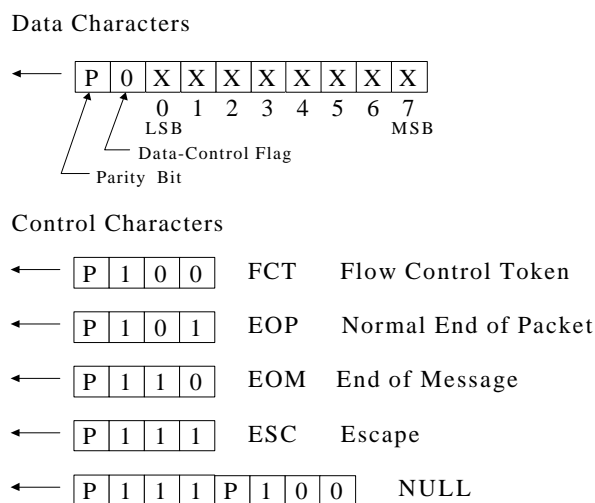 Data Characters
P 0 X X X X X X X X
0 1 2 3 4 5 6 7
LSB MSB
Data-Control Flag
Parity Bit
Control Characters
P 1 0 0 FCT Flow Control Token
P 1 0 1 EOP Normal End of Packet
P 1 1 0 EOM End of Message
P 1 1 1 ESC Escape
P 1 1 1 P 1 0 0 NULL